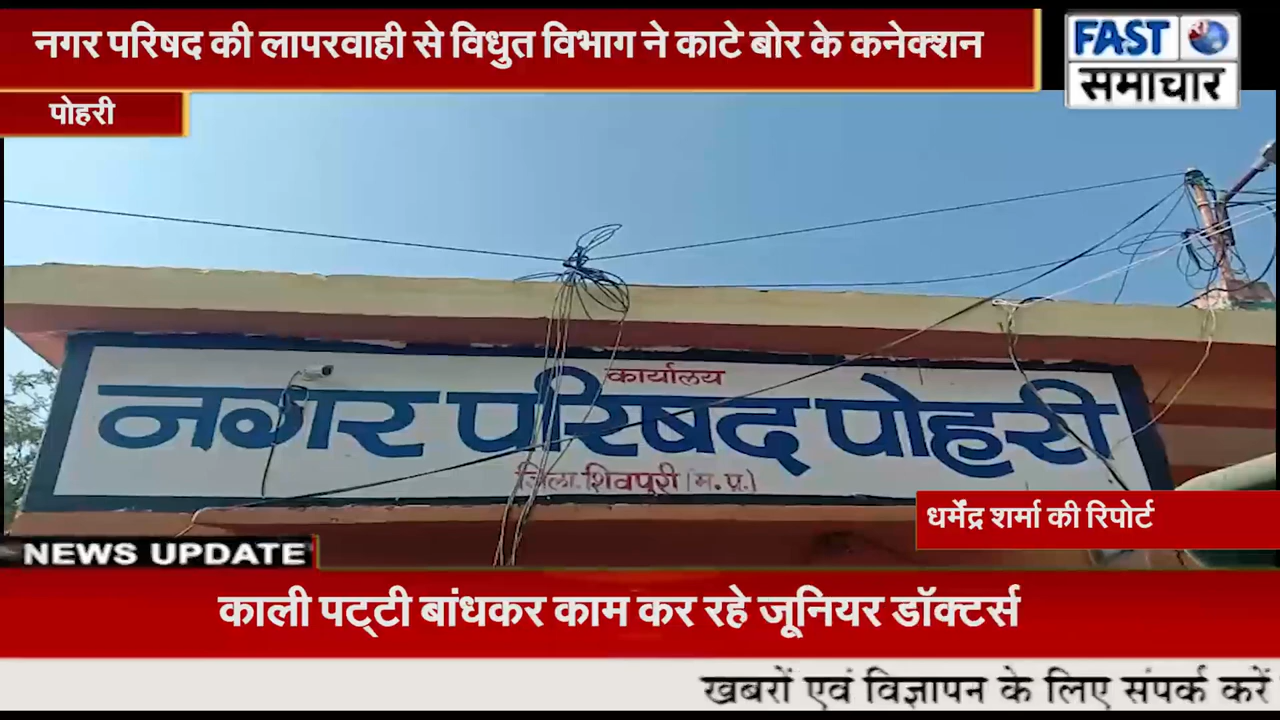 नगर परिषद की लापरवाही से विधुत विभाग ने काटे बोर के कनेक्शन
FAST
समाचार
पोहरी
कार्यालय
नगर परिषद पोहरी
जिला. शिवपुरी (म.प्र.)
धर्मेंद्र शर्मा की रिपोर्ट
NEWS UPDATE
काली पट्टी बांधकर काम कर रहे जूनियर डॉक्टर्स
खबरों एवं विज्ञापन के लिए संपर्क करें